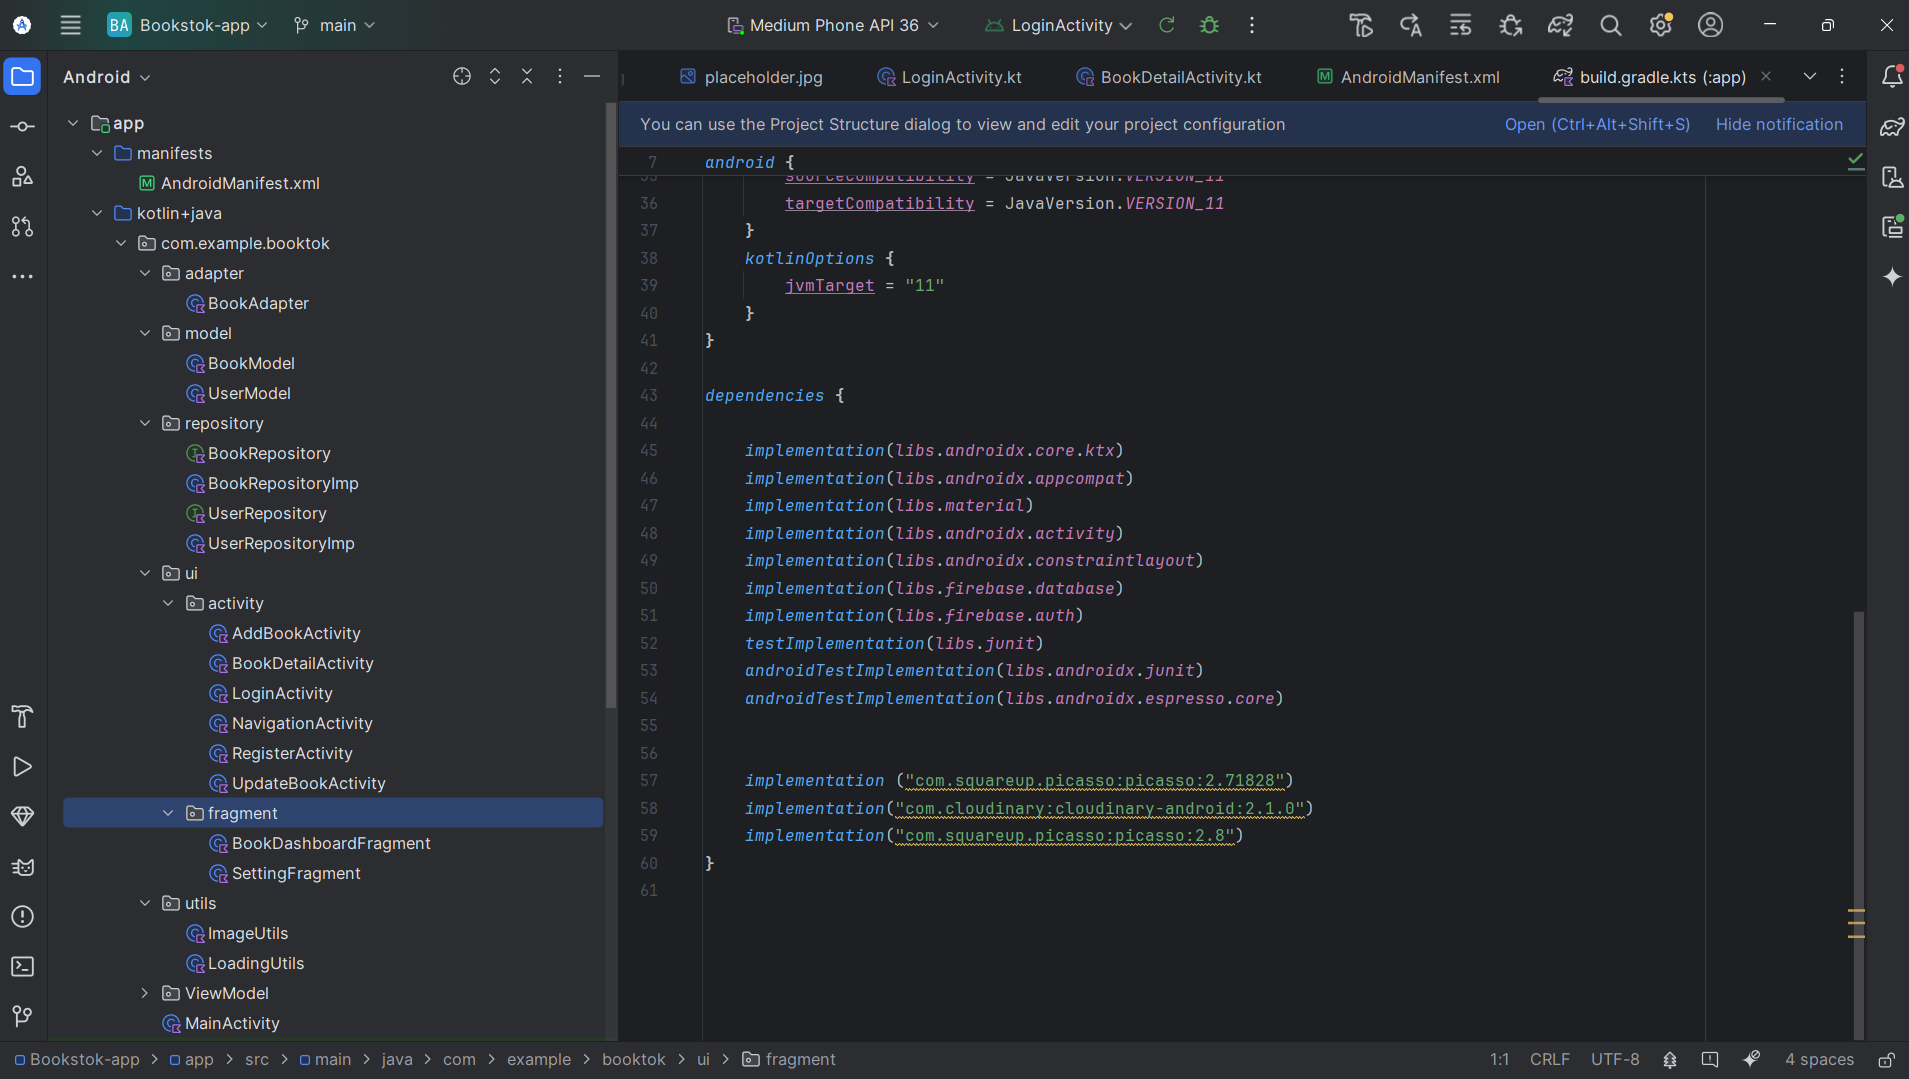 BA Bookstok-app main Medium Phone API 36 LoginActivity
Android
placeholder.jpg LoginActivity.kt BookDetailActivity.kt AndroidManifest.xml build.gradle.kts (:app)
You can use the Project Structure dialog to view and edit your project configuration Open (Ctrl+Alt+Shift+S) Hide notification
app
manifests
AndroidManifest.xml
kotlin+java
com.example.booktok
adapter
BookAdapter
model
BookModel
UserModel
repository
BookRepository
BookRepositoryImp
UserRepository
UserRepositoryImp
ui
activity
AddBookActivity
BookDetailActivity
LoginActivity
NavigationActivity
RegisterActivity
UpdateBookActivity
fragment
BookDashboardFragment
SettingFragment
utils
ImageUtils
LoadingUtils
ViewModel
MainActivity
7 android {
35 sourceCompatibility = JavaVersion.VERSION_11
36 targetCompatibility = JavaVersion.VERSION_11
37 }
38 kotlinOptions {
39 jvmTarget = "11"
40 }
41 }
42
43 dependencies {
44
45 implementation(libs.androidx.core.ktx)
46 implementation(libs.androidx.appcompat)
47 implementation(libs.material)
48 implementation(libs.androidx.activity)
49 implementation(libs.androidx.constraintlayout)
50 implementation(libs.firebase.database)
51 implementation(libs.firebase.auth)
52 testImplementation(libs.junit)
53 androidTestImplementation(libs.androidx.junit)
54 androidTestImplementation(libs.androidx.espresso.core)
55
56
57 implementation ("com.squareup.picasso:picasso:2.71828")
58 implementation("com.cloudinary:cloudinary-android:2.1.0")
59 implementation("com.squareup.picasso:picasso:2.8")
60 }
61
Bookstok-app > app > src > main > java > com > example > booktok > ui > fragment 1:1 CRLF UTF-8 4 spaces